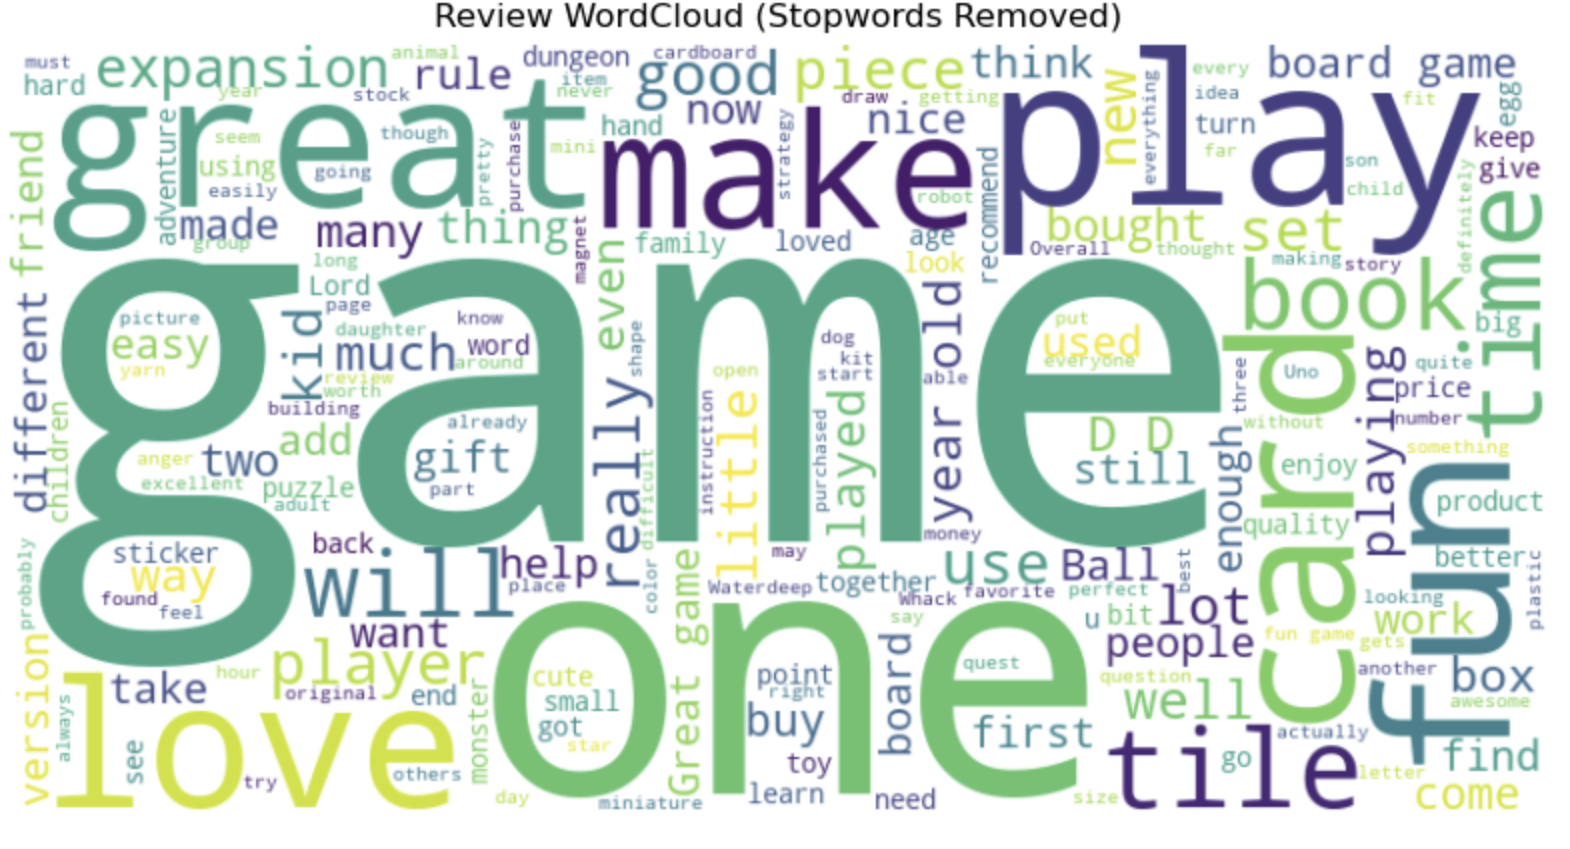 Review WordCloud (Stopwords Removed)
must
hard
expansion
animal
year
rule
stock
dungeon
item
never
cardboard
good
now
piece
draw
getting
think
nice
new
everything
every
idea
turn
far
board game
fit
egg
keep
give
great
adventure
seem
using
easily
though
going
pretty
purchase
mini
hand
make
strategy
robot
recommend
play
son
child
definitely
time
friend
made
group
many
thing
magnet
even
family
loved
age
look
Overall
bought
thought
set
making
story
long
Lord
page
game
picture
easy
yarn
kid
daughter
know
much
word
around
review
worth
building
shape
dog
kit
start
able
year old
put
used
everyone
book
big
card
Uno
three
quite
price
number
playing
without
something
different
children
anger
two
excellent
add
puzzle
adult
already
gift
part
really
difficult
instruction
open
little
purchased
played
D D
still
enough
enjoy
quality
fun
product
better
plastic
probably
sticker
way
found
feel
back
will
help
place
color
may
money
Waterdeep
together
use
Whack
favorite
Ball
perfect
best
u
bit
lot
people
looking
work
fun game
gets
version
always
love
take
see
try
hour
player
want
original
end
others
monster
one
cute
small
got
star
day
miniature
Great game
point
right
buy
toy
learn
board
say
need
quest
first
question
well
size
tile
go
actually
another
box
awesome
find
letter
come